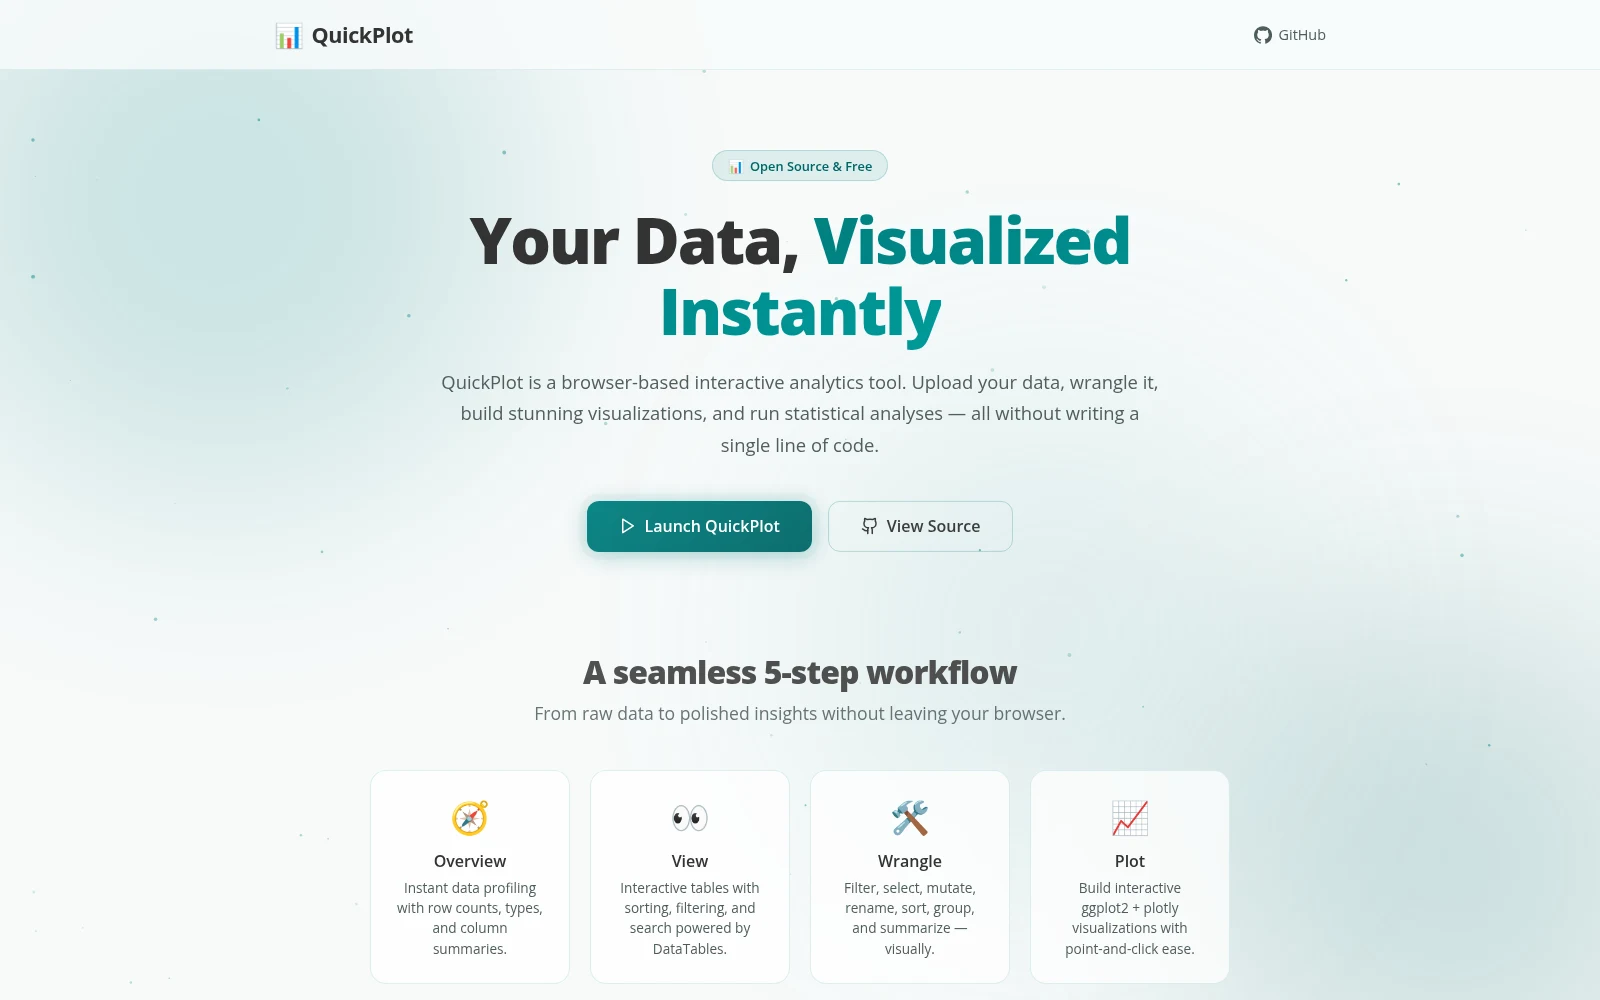 QuickPlot
GitHub
Open Source & Free
Your Data, Visualized
Instantly
QuickPlot is a browser-based interactive analytics tool. Upload your data, wrangle it,
build stunning visualizations, and run statistical analyses — all without writing a
single line of code.
Launch QuickPlot
View Source
A seamless 5-step workflow
From raw data to polished insights without leaving your browser.
Overview
Instant data profiling
with row counts, types,
and column
summaries.
View
Interactive tables with
sorting, filtering, and
search powered by
DataTables.
Wrangle
Filter, select, mutate,
rename, sort, group,
and summarize —
visually.
Plot
Build interactive
ggplot2 + plotly
visualizations with
point-and-click ease.